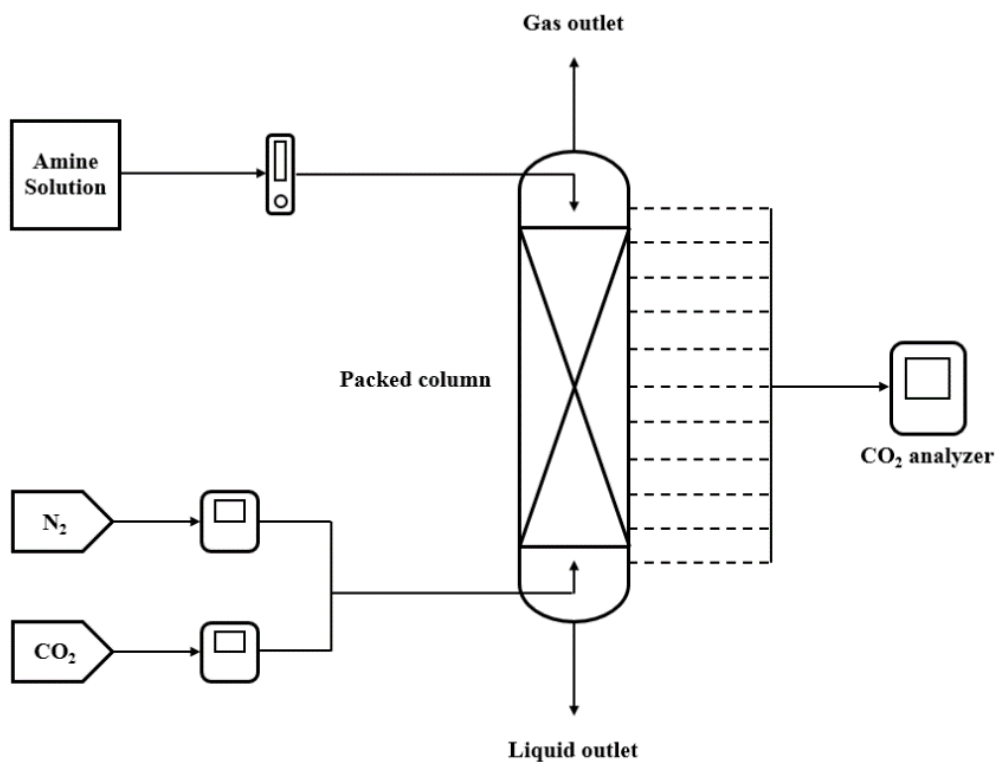 Gas outlet
Amine
Solution
Packed column
CO₂ analyzer
N₂
CO₂
Liquid outlet